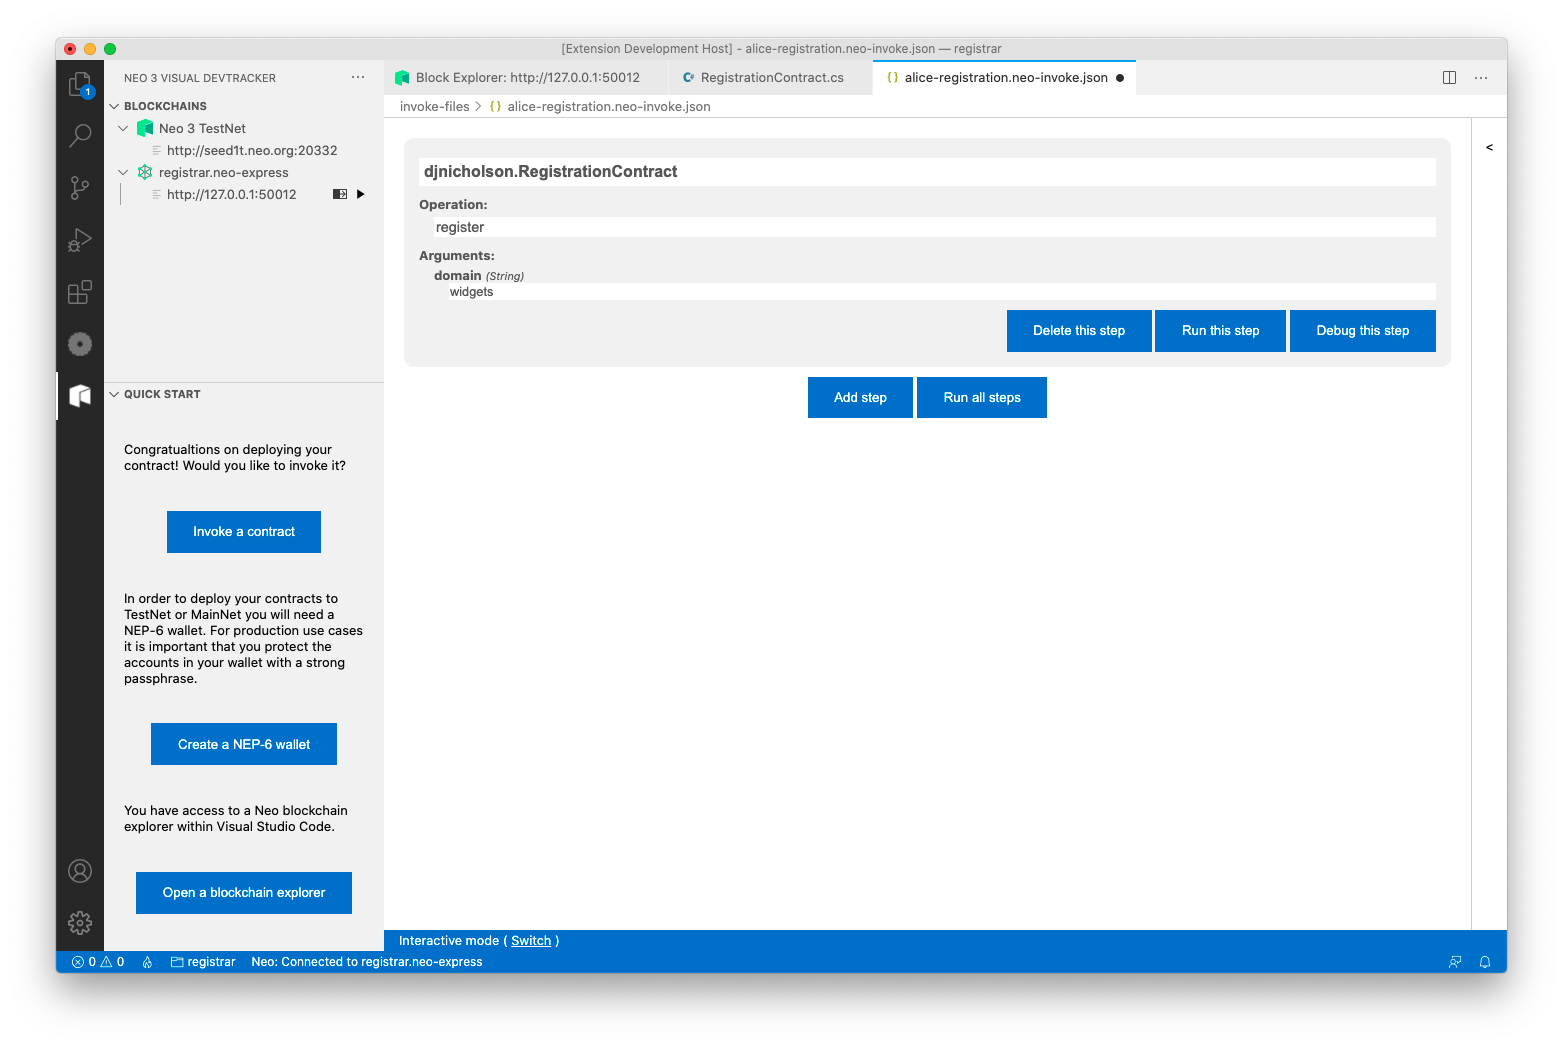 [Extension Development Host] - alice-registration.neo-invoke.json — registrar
1
NEO 3 VISUAL DEVTRACKER
BLOCKCHAINS
Neo 3 TestNet
http://seed1t.neo.org:20332
registrar.neo-express
http://127.0.0.1:50012
QUICK START
Congratualtions on deploying your
contract! Would you like to invoke it?
Invoke a contract
In order to deploy your contracts to
TestNet or MainNet you will need a
NEP-6 wallet. For production use cases
it is important that you protect the
accounts in your wallet with a strong
passphrase.
Create a NEP-6 wallet
You have access to a Neo blockchain
explorer within Visual Studio Code.
Open a blockchain explorer
Block Explorer: http://127.0.0.1:50012
RegistrationContract.cs
alice-registration.neo-invoke.json
invoke-files > {} alice-registration.neo-invoke.json
djnicholson.RegistrationContract
Operation:
register
Arguments:
domain (String)
widgets
Delete this step
Run this step
Debug this step
Add step
Run all steps
<
Interactive mode ( Switch )
0 0 registrar Neo: Connected to registrar.neo-express